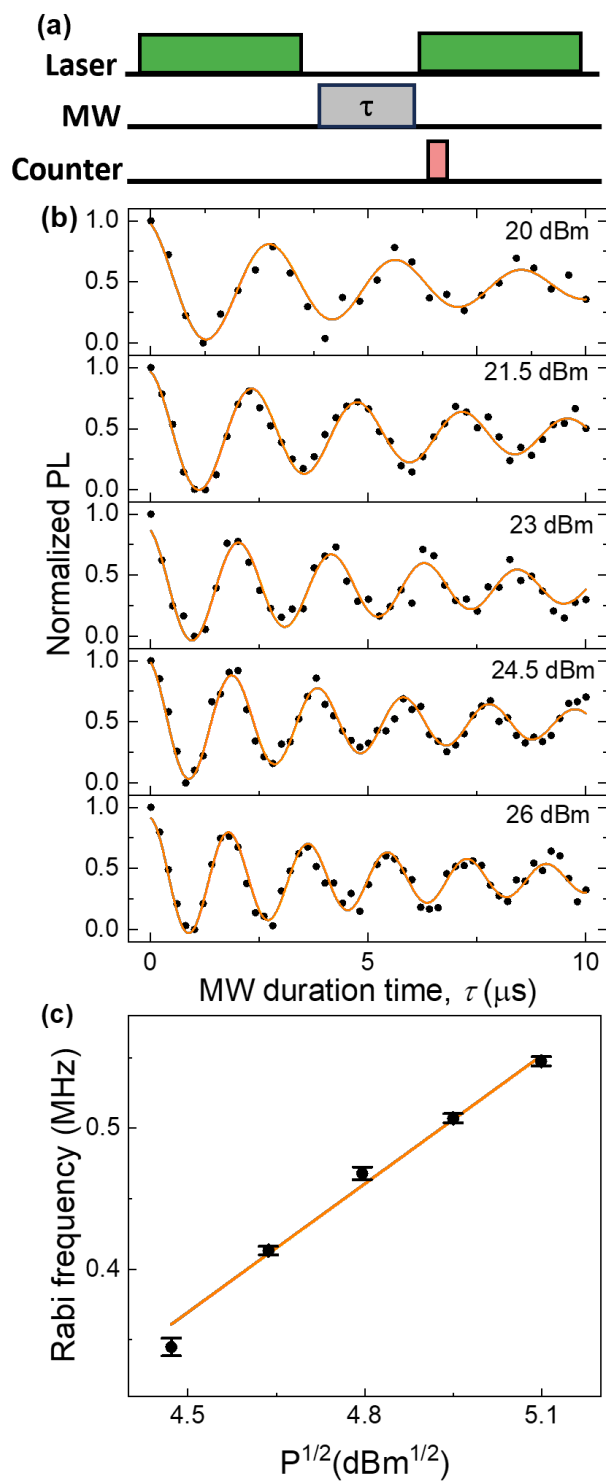 (a)
Laser
MW
τ
Counter
(b)
Normalized PL
1.0
0.5
0.0
20 dBm
1.0
0.5
0.0
21.5 dBm
1.0
0.5
0.0
23 dBm
1.0
0.5
0.0
24.5 dBm
1.0
0.5
0.0
26 dBm
0
5
10
MW duration time, τ (μs)
(c)
Rabi frequency (MHz)
0.5
0.4
4.5
4.8
5.1
P^{1/2}(dBm^{1/2})